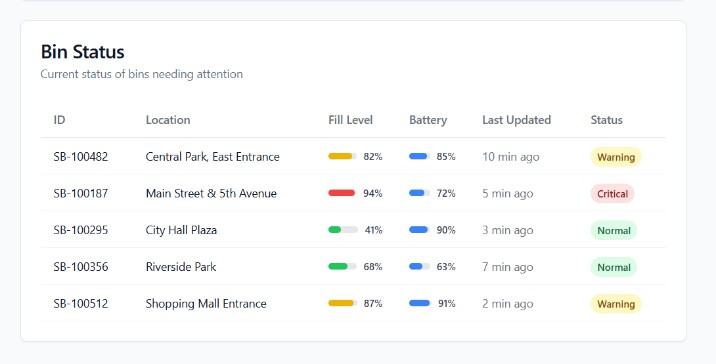 Bin Status
Current status of bins needing attention
ID Location Fill Level Battery Last Updated Status
SB-100482 Central Park, East Entrance 82% 85% 10 min ago Warning
SB-100187 Main Street & 5th Avenue 94% 72% 5 min ago Critical
SB-100295 City Hall Plaza 41% 90% 3 min ago Normal
SB-100356 Riverside Park 68% 63% 7 min ago Normal
SB-100512 Shopping Mall Entrance 87% 91% 2 min ago Warning